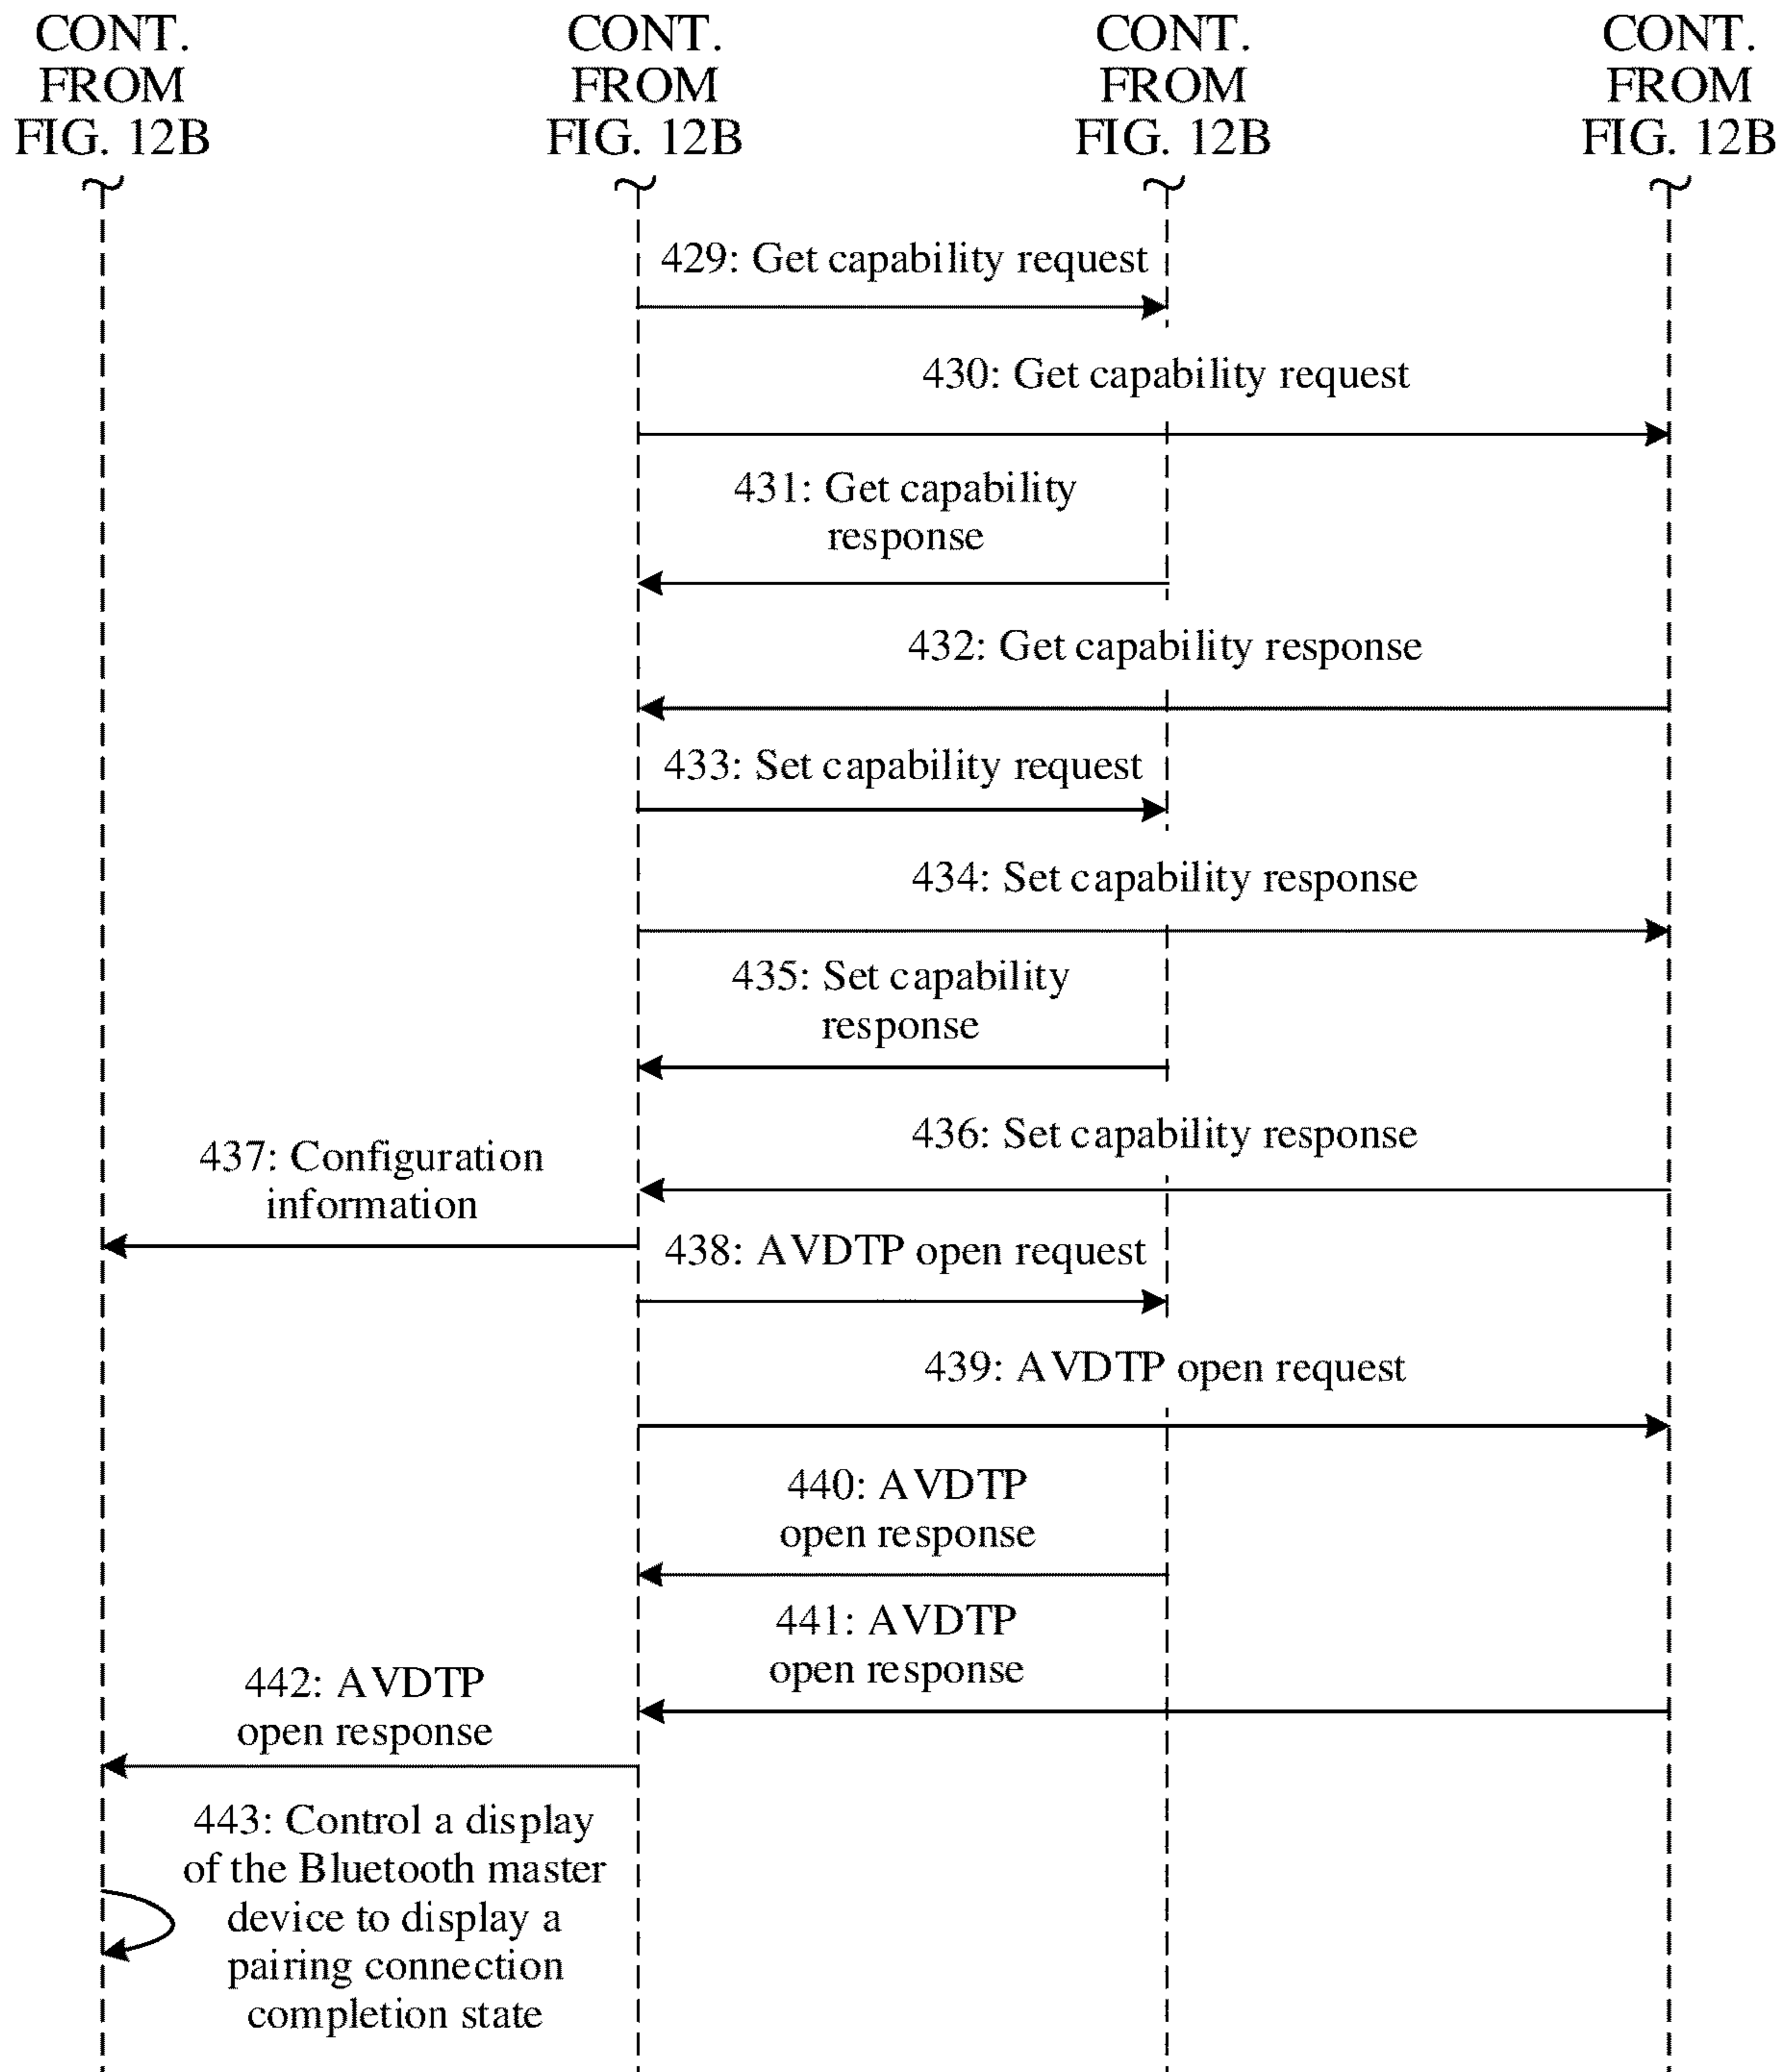 CONT.
FROM
FIG. 12B
CONT.
FROM
FIG. 12B
CONT.
FROM
FIG. 12B
CONT.
FROM
FIG. 12B
429: Get capability request
430: Get capability request
431: Get capability
response
432: Get capability response
433: Set capability request
434: Set capability response
435: Set capability
response
436: Set capability response
437: Configuration
information
438: AVDTP open request
439: AVDTP open request
440: AVDTP
open response
441: AVDTP
open response
442: AVDTP
open response
443: Control a display
of the Bluetooth master
device to display a
pairing connection
completion state